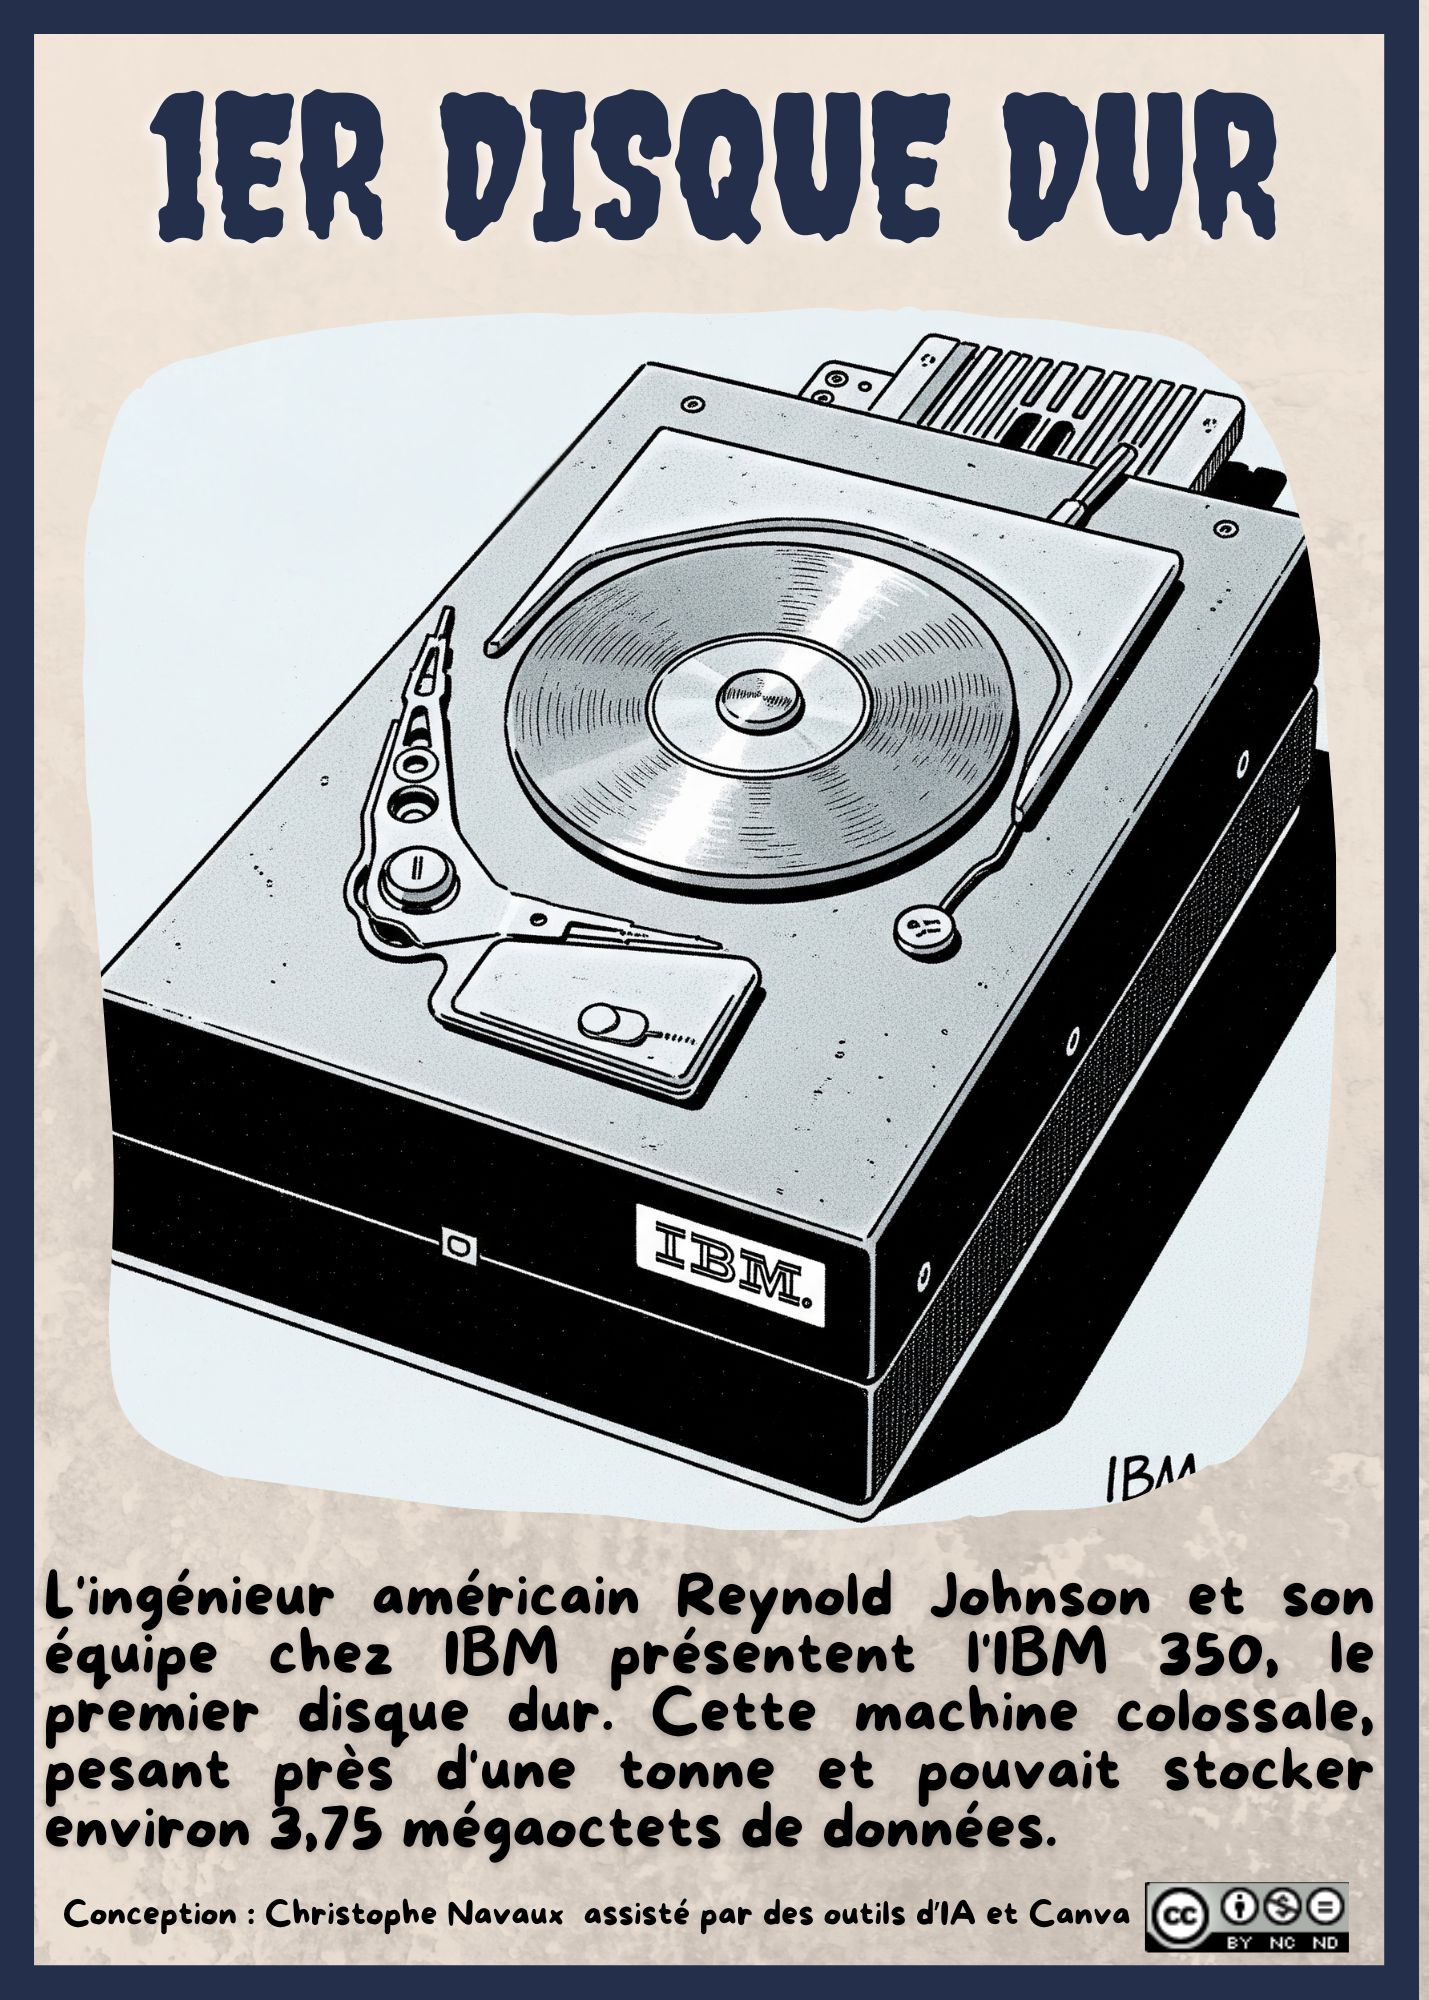 1ER DISQUE DUR
IBM.
IBM
L'ingénieur américain Reynold Johnson et son
équipe chez IBM présentent l'IBM 350, le
premier disque dur. Cette machine colossale,
pesant près d'une tonne et pouvait stocker
environ 3,75 mégaoctets de données.
Conception : Christophe Navaux assisté par des outils d'IA et Canva
cc
BY NC ND